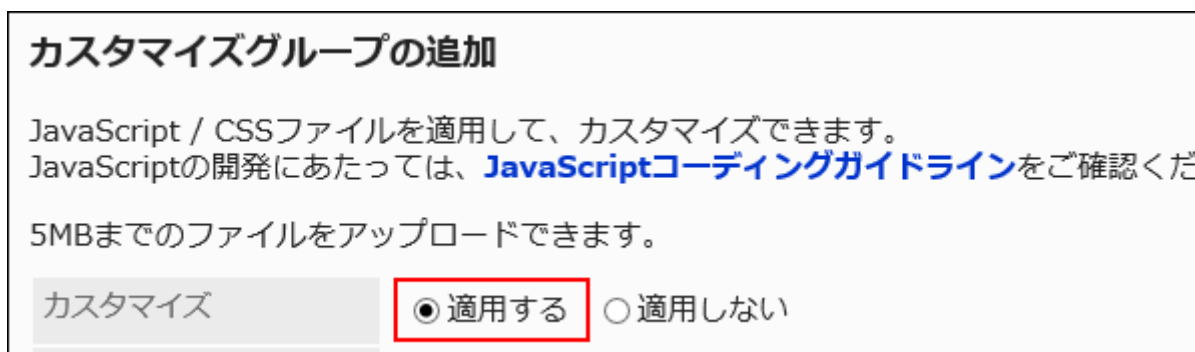 カスタマイズグループの追加
JavaScript / CSSファイルを適用して、カスタマイズできます。
JavaScriptの開発にあたっては、JavaScriptコーディングガイドラインをご確認くだ
5MBまでのファイルをアップロードできます。
カスタマイズ 適用する 適用しない